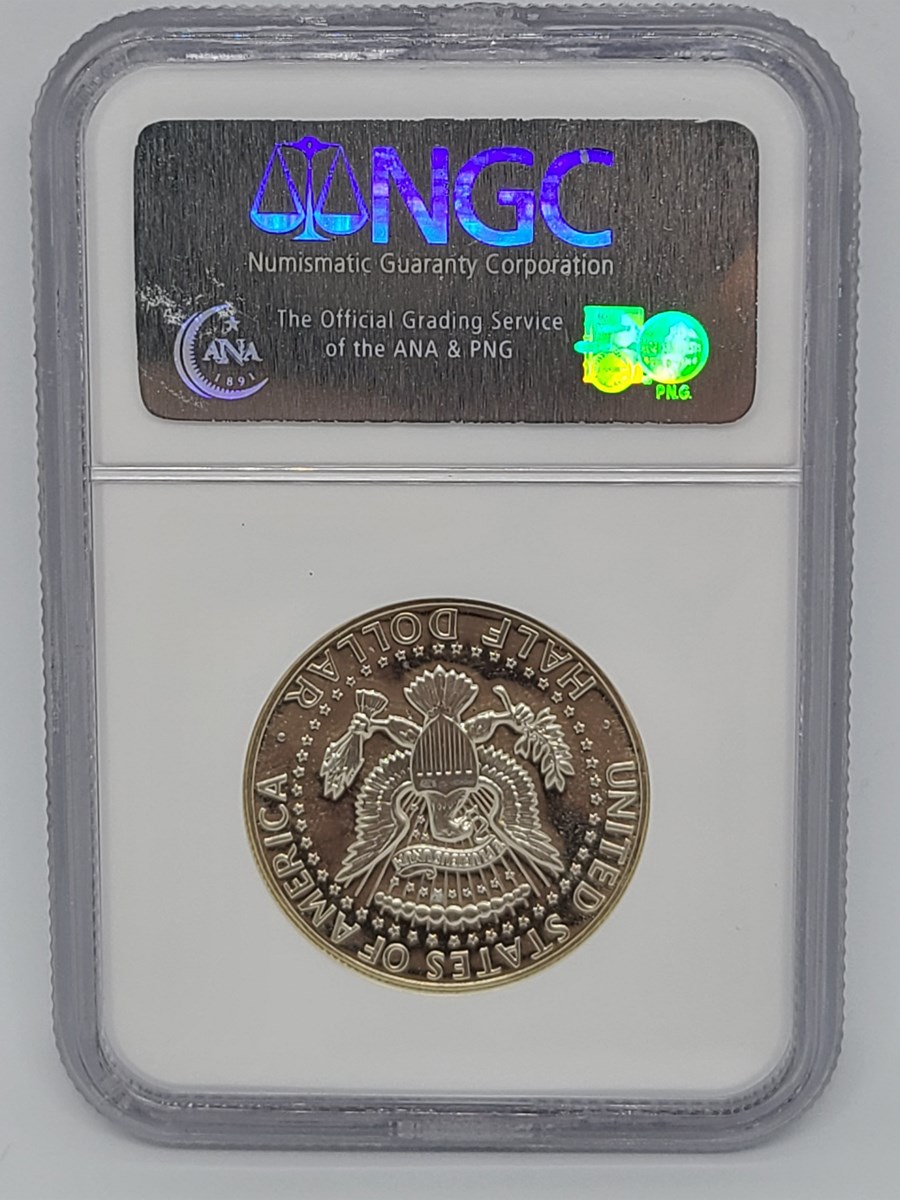 NGC
Numismatic Guaranty Corporation
The Official Grading Service
of the ANA & PNG
ANA
1891
P.N.G.
UNITED STATES OF AMERICA
HALF DOLLAR